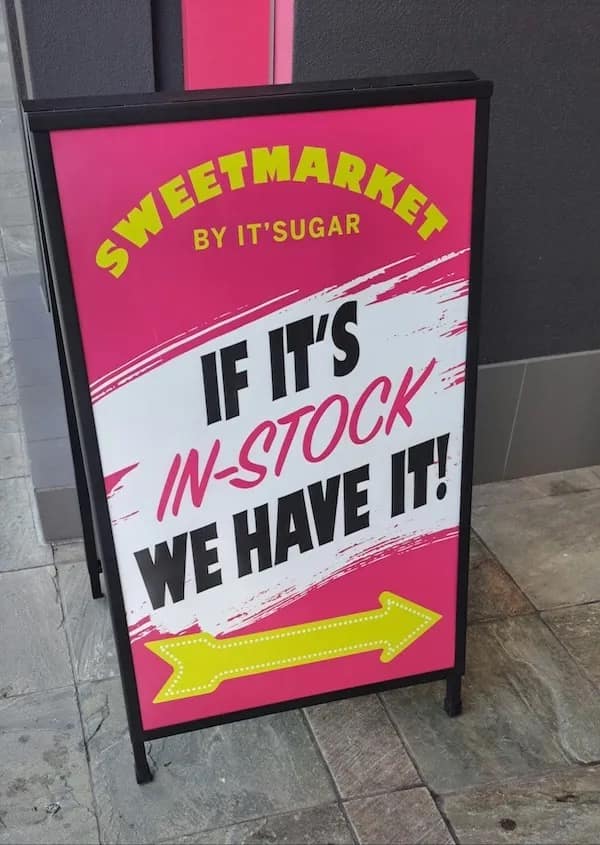 SWEETMARKET
BY IT'SUGAR
IF IT'S
IN-STOCK
WE HAVE IT!